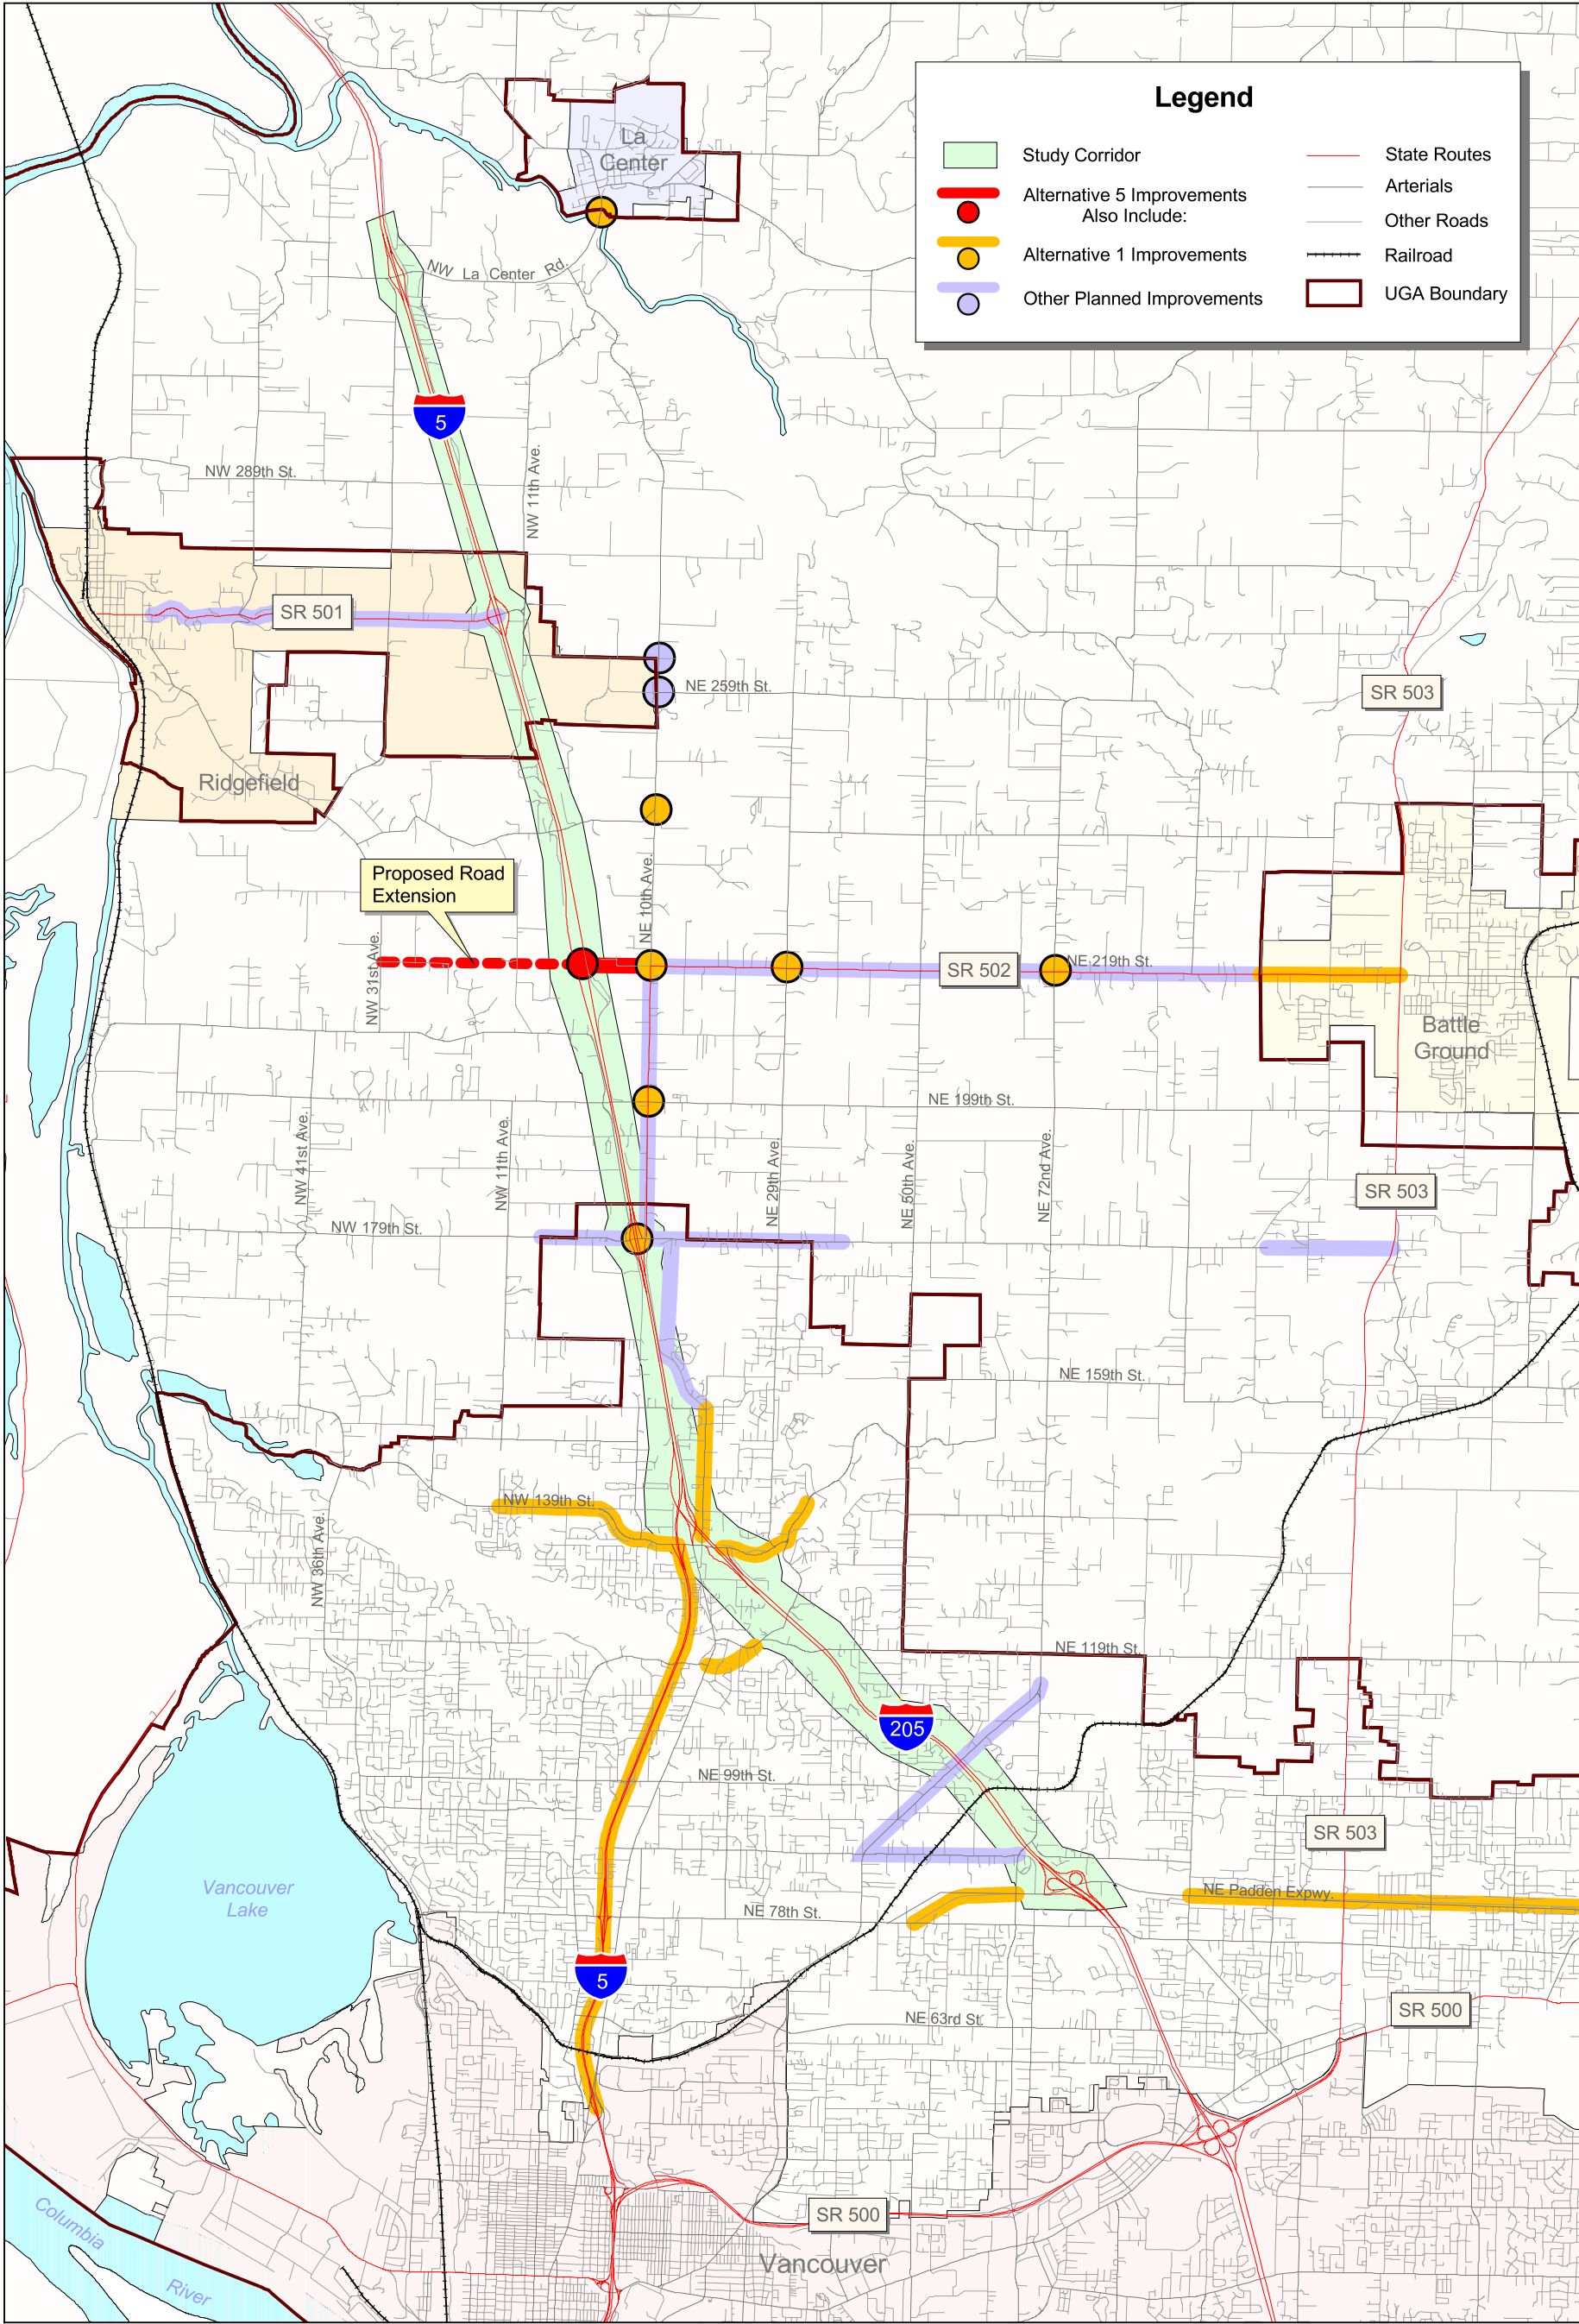 Legend
Study Corridor
Alternative 5 Improvements
Also Include:
Alternative 1 Improvements
Other Planned Improvements
State Routes
Arterials
Other Roads
Railroad
UGA Boundary
La
Center
NW La Center Rd.
5
NW 11th Ave.
NW 289th St.
SR 501
NE 259th St.
SR 503
Ridgefield
Proposed Road
Extension
NE 10th Ave.
NW 31st Ave.
SR 502
NE 219th St.
Battle
Ground
NE 199th St.
NW 41st Ave.
NW 11th Ave.
NE 29th Ave.
NE 50th Ave.
NE 72nd Ave.
SR 503
NW 179th St.
NE 159th St.
NW 139th St.
NW 36th Ave.
NE 119th St.
205
NE 99th St.
SR 503
Vancouver
Lake
NE Padden Expwy.
NE 78th St.
5
SR 500
NE 63rd St.
SR 500
Columbia
River
Vancouver